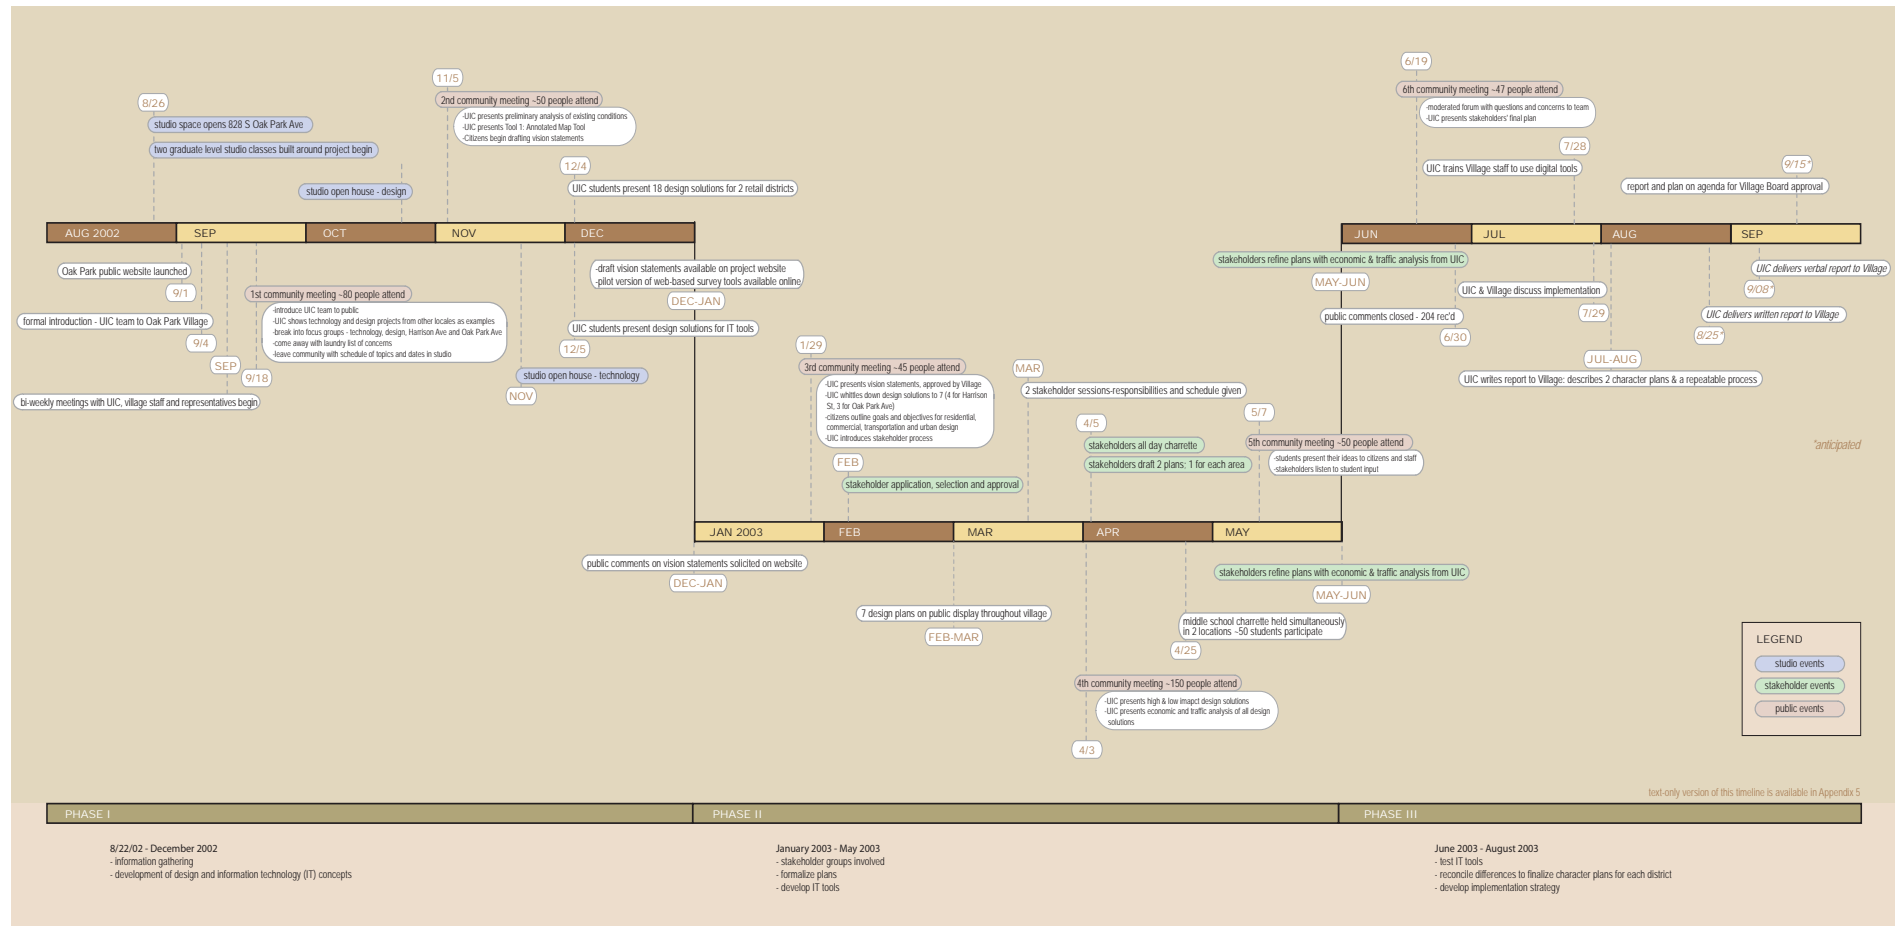 8/26
studio space opens 828 S Oak Park Ave
two graduate level studio classes built around project begin
studio open house - design
11/5
2nd community meeting ~50 people attend
-UIC presents preliminary analysis of existing conditions
-UIC presents Tool 1: Annotated Map Tool
-Citizens begin drafting vision statements
12/4
UIC students present 18 design solutions for 2 retail districts
6/19
6th community meeting ~47 people attend
-moderated forum with questions and concerns to team
-UIC presents stakeholders' final plan
7/28
UIC trains Village staff to use digital tools
9/15*
report and plan on agenda for Village Board approval
AUG 2002
SEP
OCT
NOV
DEC
JUN
JUL
AUG
SEP
Oak Park public website launched
9/1
formal introduction - UIC team to Oak Park Village
9/4
SEP
bi-weekly meetings with UIC, village staff and representatives begin
9/18
1st community meeting ~80 people attend
-introduce UIC team to public
-UIC shows technology and design projects from other locales as examples
-break into focus groups - technology, design, Harrison Ave and Oak Park Ave
-come away with laundry list of concerns
-leave community with schedule of topics and dates in studio
studio open house - technology
NOV
-draft vision statements available on project website
-pilot version of web-based survey tools available online
DEC-JAN
UIC students present design solutions for IT tools
12/5
stakeholders refine plans with economic & traffic analysis from UIC
MAY-JUN
public comments closed - 204 rec'd
6/30
UIC & Village discuss implementation
7/29
JUL-AUG
UIC writes report to Village: describes 2 character plans & a repeatable process
UIC delivers verbal report to Village
9/08*
UIC delivers written report to Village
8/25*
*anticipated
1/29
3rd community meeting ~45 people attend
-UIC presents vision statements, approved by Village
-UIC whittles down design solutions to 7 (4 for Harrison
St, 3 for Oak Park Ave)
-citizens outline goals and objectives for residential,
commercial, transportation and urban design
-UIC introduces stakeholder process
FEB
stakeholder application, selection and approval
MAR
2 stakeholder sessions-responsibilities and schedule given
4/5
stakeholders all day charrette
stakeholders draft 2 plans: 1 for each area
5/7
5th community meeting ~50 people attend
-students present their ideas to citizens and staff
-stakeholders listen to student input
JAN 2003
FEB
MAR
APR
MAY
public comments on vision statements solicited on website
DEC-JAN
7 design plans on public display throughout village
FEB-MAR
stakeholders refine plans with economic & traffic analysis from UIC
MAY-JUN
middle school charrette held simultaneously
in 2 locations ~50 students participate
4/25
4th community meeting ~150 people attend
-UIC presents high & low imapct design solutions
-UIC presents economic and traffic analysis of all design
solutions
4/3
LEGEND
studio events
stakeholder events
public events
text-only version of this timeline is available in Appendix 5
PHASE I
PHASE II
PHASE III
8/22/02 - December 2002
- information gathering
- development of design and information technology (IT) concepts
January 2003 - May 2003
- stakeholder groups involved
- formalize plans
- develop IT tools
June 2003 - August 2003
- test IT tools
- reconcile differences to finalize character plans for each district
- develop implementation strategy